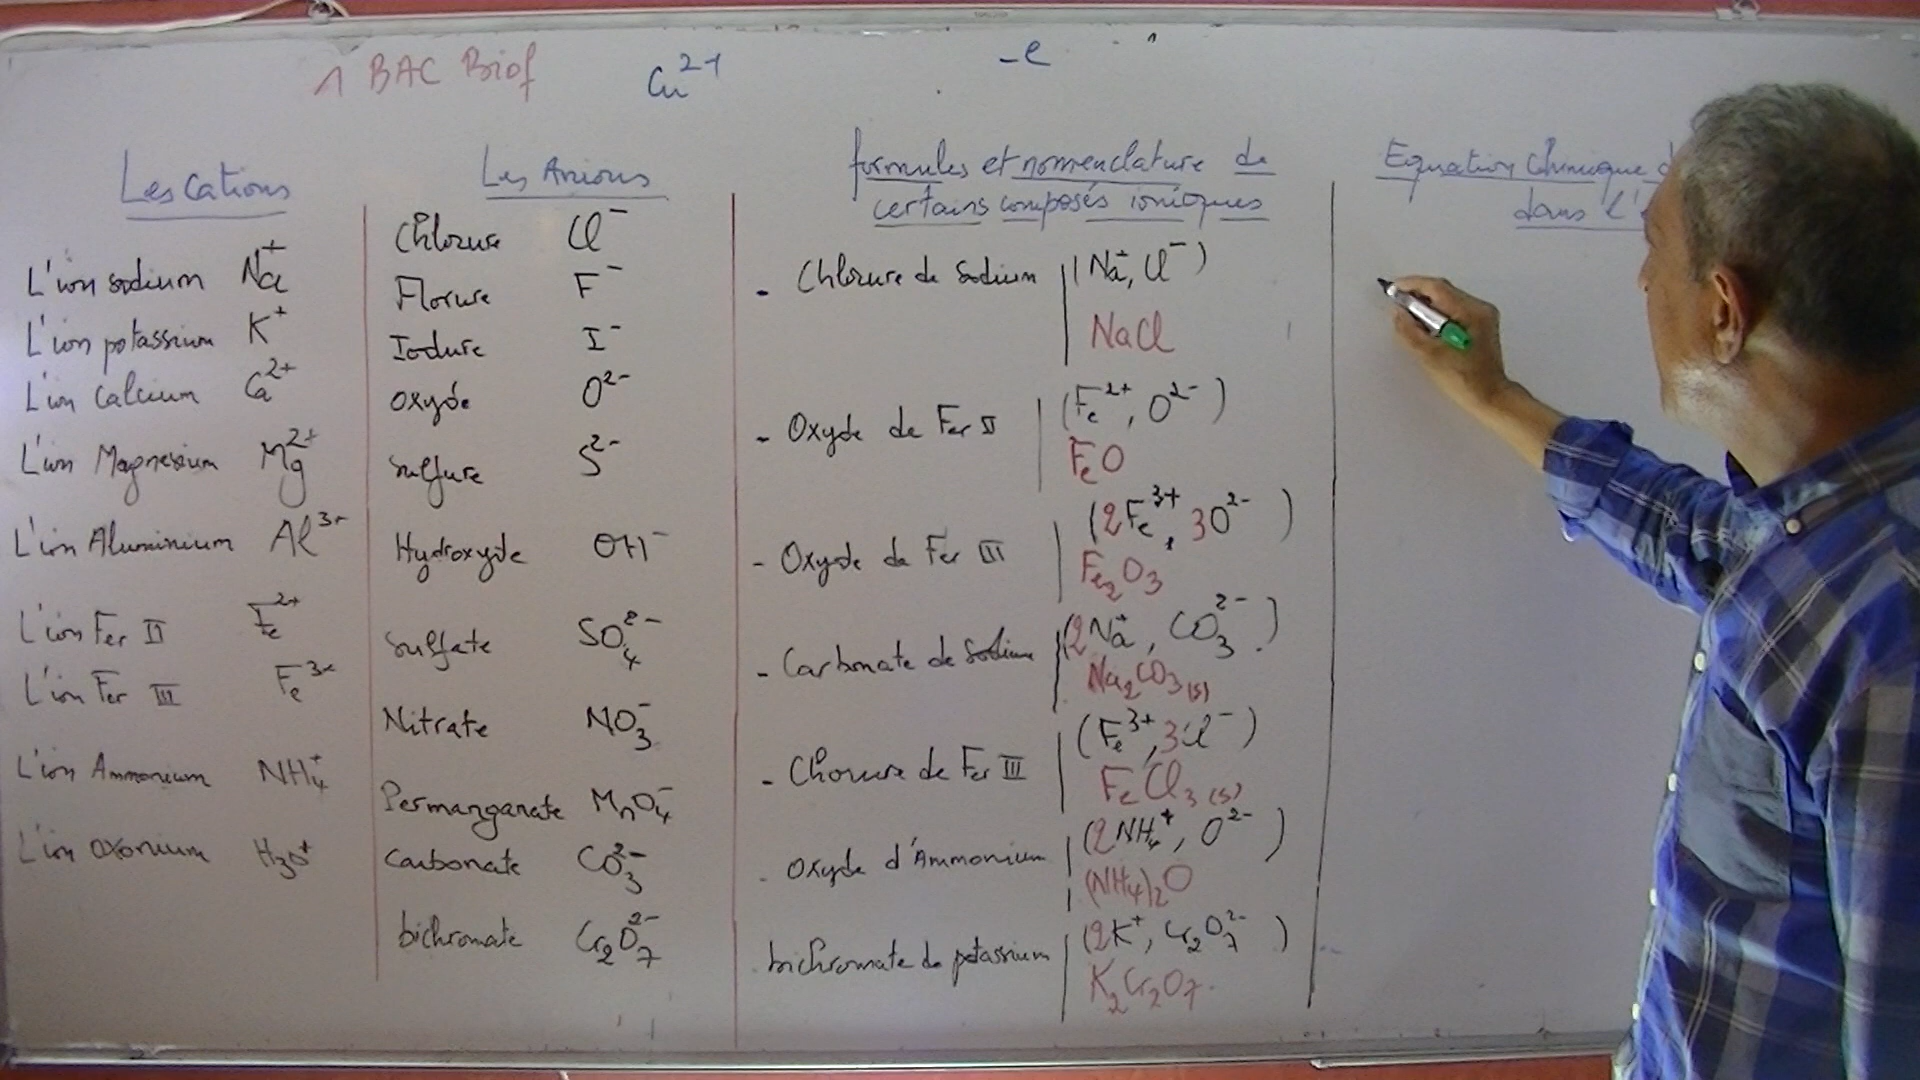 1 BAC Biof
Cu²⁺
-e
Les Cations
L'ion sodium Na⁺
L'ion potassium K⁺
L'ion Calcium Ca²⁺
L'ion Magnesium Mg²⁺
L'ion Aluminium Al³⁺
L'ion Fer II Fe²⁺
L'ion Fer III Fe³⁺
L'ion Ammonium NH₄⁺
L'ion oxonium H₃O⁺
Les Anions
Chlorure Cl⁻
Florure F⁻
Iodure I⁻
oxyde O²⁻
sulfure S²⁻
Hydroxyde OH⁻
sulfate SO₄²⁻
Nitrate NO₃⁻
Permanganate MnO₄⁻
Carbonate CO₃²⁻
bichromate Cr₂O₇²⁻
formules et nomenclature de
certains composés ioniques
- Chlorure de Sodium (Na⁺, Cl⁻)
NaCl
- Oxyde de Fer II (Fe²⁺, O²⁻)
FeO
- Oxyde de Fer III (2Fe³⁺, 3O²⁻)
Fe₂O₃
- Carbonate de Sodium (2Na⁺, CO₃²⁻)
Na₂CO₃(s)
- Chorure de Fer III (Fe³⁺, 3Cl⁻)
FeCl₃(s)
- Oxyde d'Ammonium (2NH₄⁺, O²⁻)
(NH₄)₂O
bichromate de potassium (2K⁺, Cr₂O₇²⁻)
K₂Cr₂O₇.
Equation Chimique d
dans l'